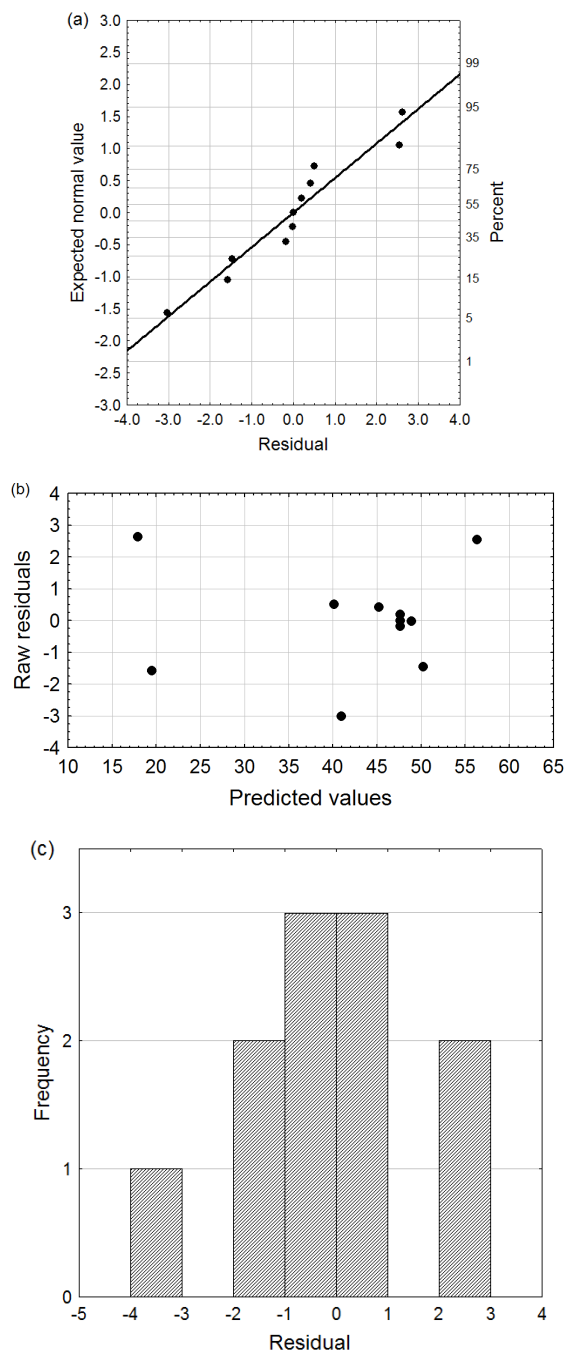 (a)
3.0
2.5
2.0
1.5
1.0
0.5
0.0
-0.5
-1.0
-1.5
-2.0
-2.5
-3.0
Expected normal value
99
95
75
55
35
15
5
1
Percent
-4.0 -3.0 -2.0 -1.0 0.0 1.0 2.0 3.0 4.0
Residual
(b)
4
3
2
1
0
-1
-2
-3
-4
Raw residuals
10 15 20 25 30 35 40 45 50 55 60 65
Predicted values
(c)
3
2
1
0
Frequency
-5 -4 -3 -2 -1 0 1 2 3 4
Residual